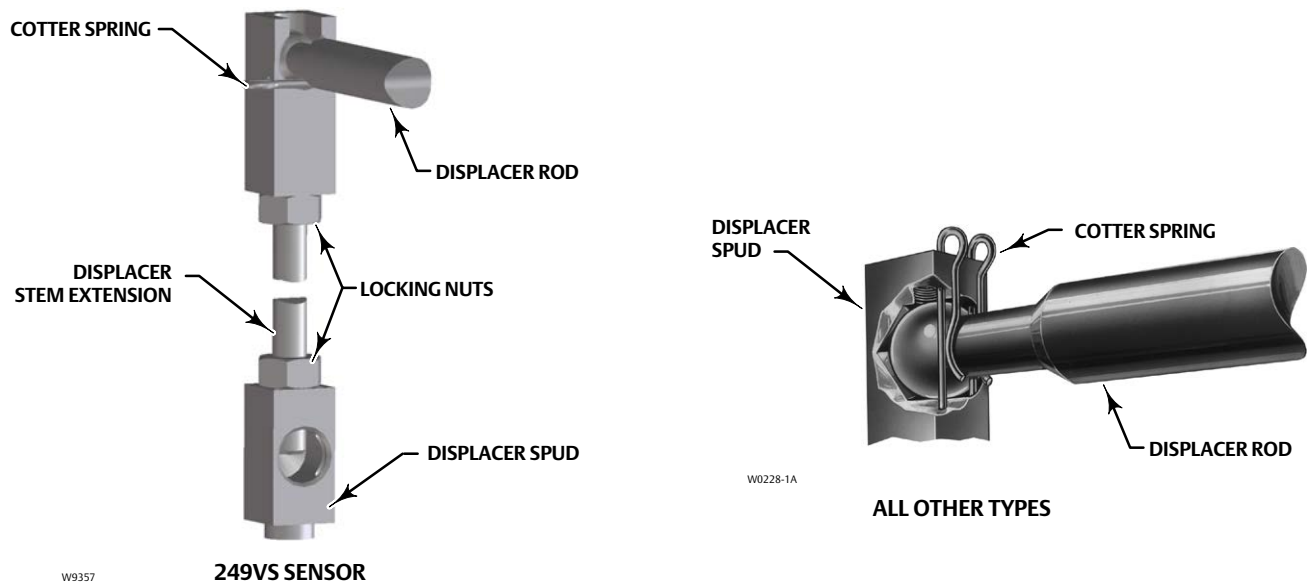 COTTER SPRING
DISPLACER ROD
DISPLACER
STEM EXTENSION
LOCKING NUTS
DISPLACER SPUD
W9357
249VS SENSOR
DISPLACER
SPUD
COTTER SPRING
DISPLACER ROD
W0228-1A
ALL OTHER TYPES